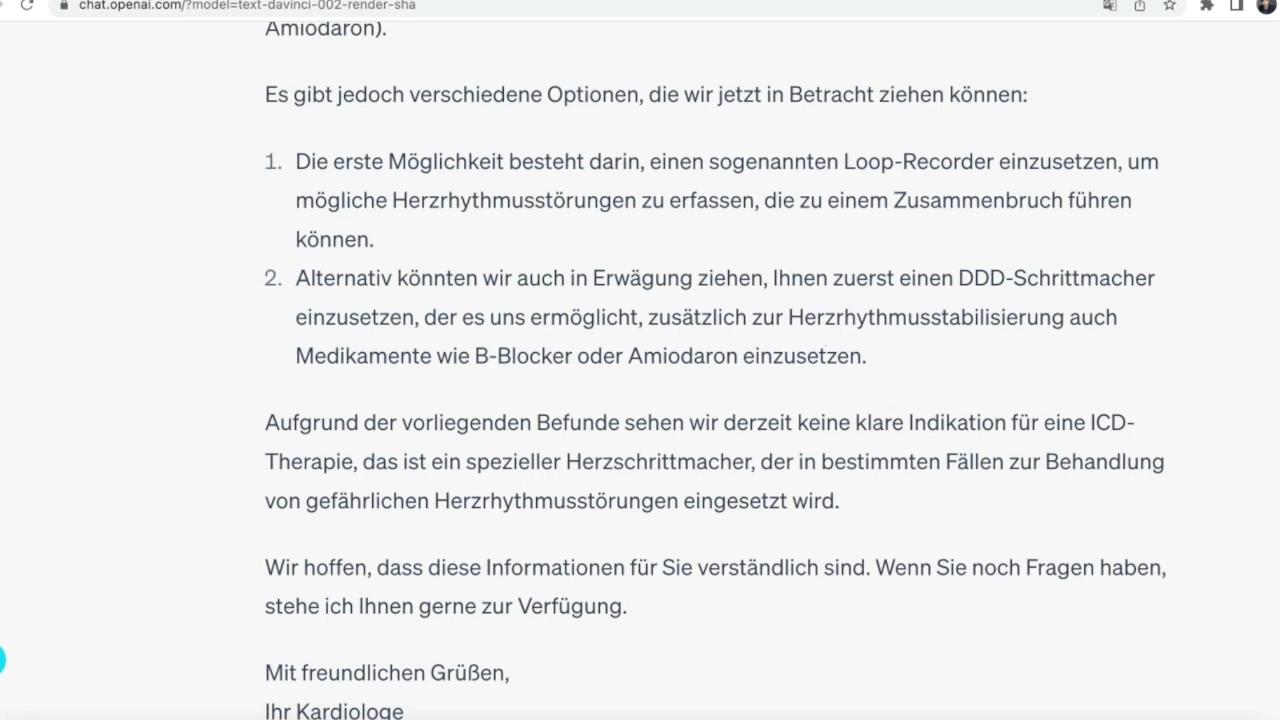 chat.openai.com/?model=text-davinci-002-render-sha
Amiodaron).
Es gibt jedoch verschiedene Optionen, die wir jetzt in Betracht ziehen können:
1. Die erste Möglichkeit besteht darin, einen sogenannten Loop-Recorder einzusetzen, um
mögliche Herzrhythmusstörungen zu erfassen, die zu einem Zusammenbruch führen
können.
2. Alternativ könnten wir auch in Erwägung ziehen, Ihnen zuerst einen DDD-Schrittmacher
einzusetzen, der es uns ermöglicht, zusätzlich zur Herzrhythmusstabilisierung auch
Medikamente wie B-Blocker oder Amiodaron einzusetzen.
Aufgrund der vorliegenden Befunde sehen wir derzeit keine klare Indikation für eine ICD-
Therapie, das ist ein spezieller Herzschrittmacher, der in bestimmten Fällen zur Behandlung
von gefährlichen Herzrhythmusstörungen eingesetzt wird.
Wir hoffen, dass diese Informationen für Sie verständlich sind. Wenn Sie noch Fragen haben,
stehe ich Ihnen gerne zur Verfügung.
Mit freundlichen Grüßen,
Ihr Kardiologe